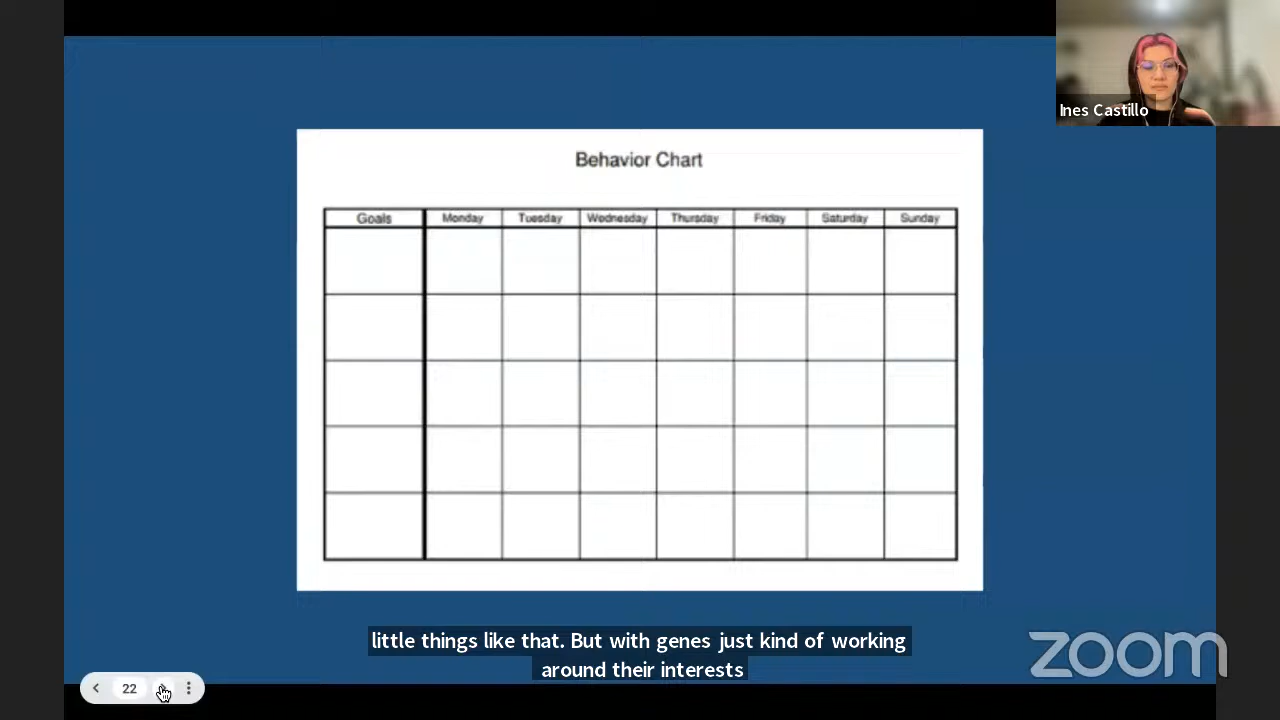 Ines Castillo
Behavior Chart
Goals Monday Tuesday Wednesday Thursday Friday Saturday Sunday
little things like that. But with genes just kind of working
around their interests
zoom
22